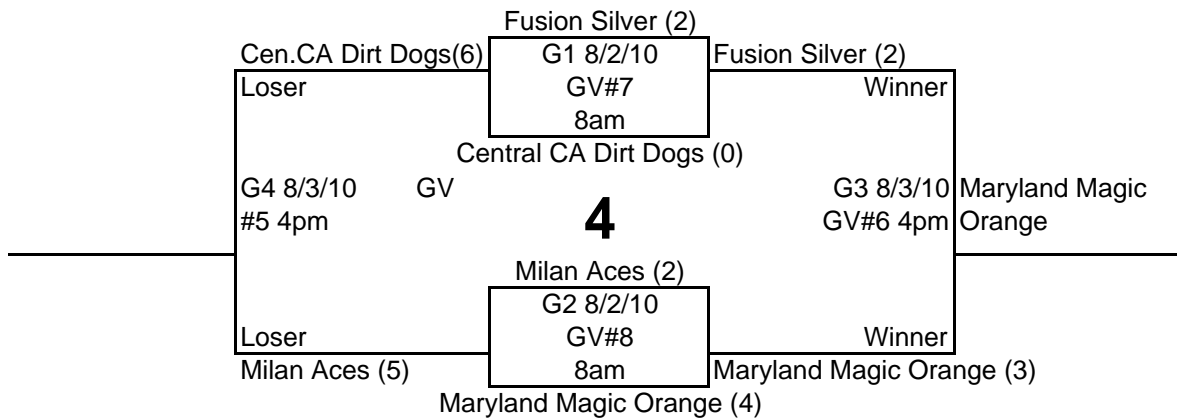 Fusion Silver (2)
Cen.CA Dirt Dogs(6)
G1 8/2/10
Fusion Silver (2)
Loser
GV#7
Winner
8am
Central CA Dirt Dogs (0)
G4 8/3/10 GV
G3 8/3/10
Maryland Magic
#5 4pm
4
GV#6 4pm
Orange
Milan Aces (2)
G2 8/2/10
Loser
GV#8
Winner
Milan Aces (5)
8am
Maryland Magic Orange (3)
Maryland Magic Orange (4)